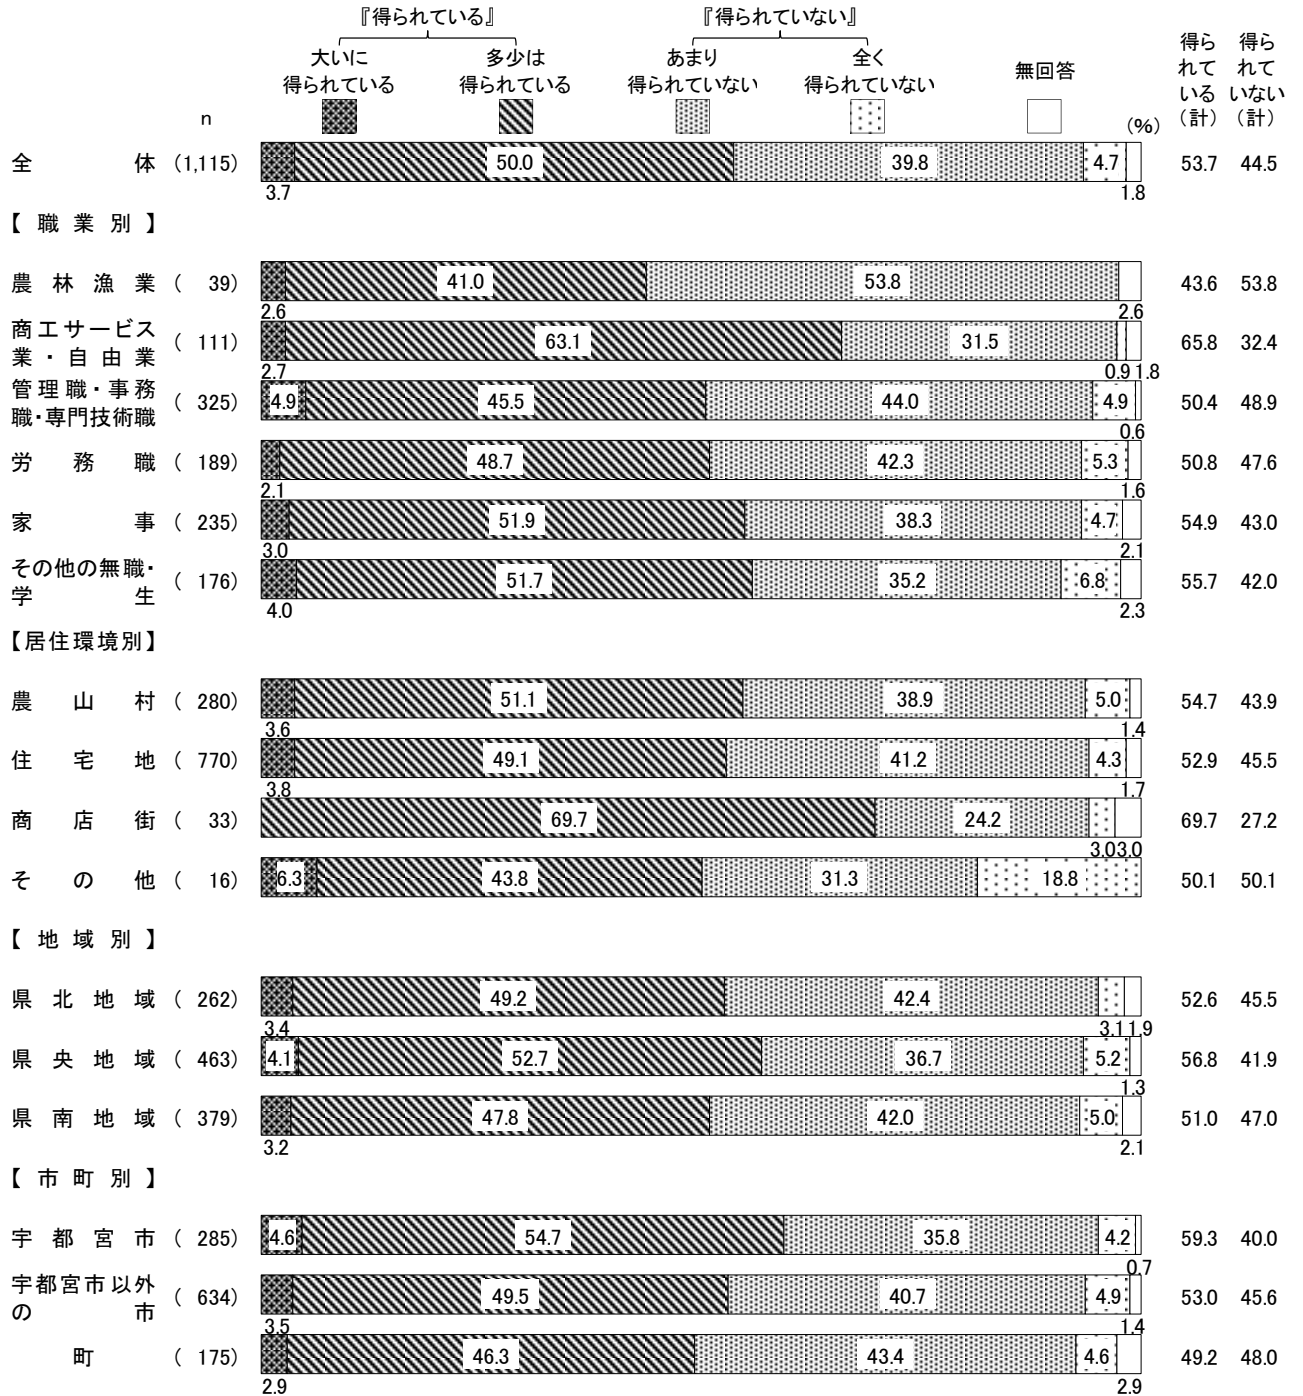 『得られている』 『得られていない』
大いに 多少は あまり 全く 得ら 得ら
得られている 得られている 得られていない 得られていない 無回答 れて れて
いる いない
n (%) （計） （計）
全体 (1,115) 50.0 39.8 4.7 53.7 44.5
3.7 1.8
【職業別】
農林漁業 ( 39) 41.0 53.8 43.6 53.8
2.6 2.6
商工サービス
業・自由業 ( 111) 63.1 31.5 65.8 32.4
2.7 0.9 1.8
管理職・事務
職・専門技術職 ( 325) 4.9 45.5 44.0 4.9 50.4 48.9
0.6
労務職 ( 189) 48.7 42.3 5.3 50.8 47.6
2.1 1.6
家事 ( 235) 51.9 38.3 4.7 54.9 43.0
3.0 2.1
その他の無職・
学生 ( 176) 51.7 35.2 6.8 55.7 42.0
4.0 2.3
【居住環境別】
農山村 ( 280) 51.1 38.9 5.0 54.7 43.9
3.6 1.4
住宅地 ( 770) 49.1 41.2 4.3 52.9 45.5
3.8 1.7
商店街 ( 33) 69.7 24.2 69.7 27.2
3.0 3.0
その他 ( 16) 6.3 43.8 31.3 18.8 50.1 50.1
【地域別】
県北地域 ( 262) 49.2 42.4 52.6 45.5
3.4 3.1 1.9
県央地域 ( 463) 4.1 52.7 36.7 5.2 56.8 41.9
1.3
県南地域 ( 379) 47.8 42.0 5.0 51.0 47.0
3.2 2.1
【市町別】
宇都宮市 ( 285) 4.6 54.7 35.8 4.2 59.3 40.0
0.7
宇都宮市以外
の市 ( 634) 49.5 40.7 4.9 53.0 45.6
3.5 1.4
町 ( 175) 46.3 43.4 4.6 49.2 48.0
2.9 2.9